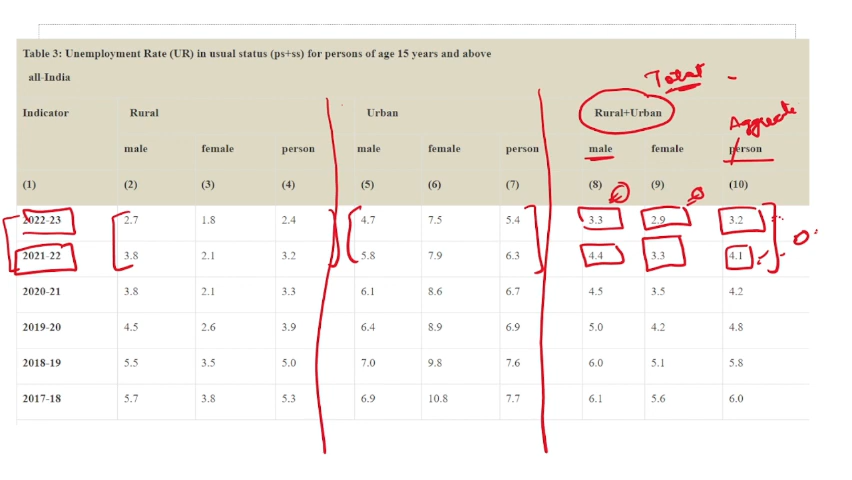 Table 3: Unemployment Rate (UR) in usual status (ps+ss) for persons of age 15 years and above
all-India
Total -
Indicator Rural Urban Rural+Urban Aggregate
male female person male female person male female person
(1) (2) (3) (4) (5) (6) (7) (8) (9) (10)
2022-23 2.7 1.8 2.4 4.7 7.5 5.4 3.3 2.9 3.2
2021-22 3.8 2.1 3.2 5.8 7.9 6.3 4.4 3.3 4.1
2020-21 3.8 2.1 3.3 6.1 8.6 6.7 4.5 3.5 4.2
2019-20 4.5 2.6 3.9 6.4 8.9 6.9 5.0 4.2 4.8
2018-19 5.5 3.5 5.0 7.0 9.8 7.6 6.0 5.1 5.8
2017-18 5.7 3.8 5.3 6.9 10.8 7.7 6.1 5.6 6.0